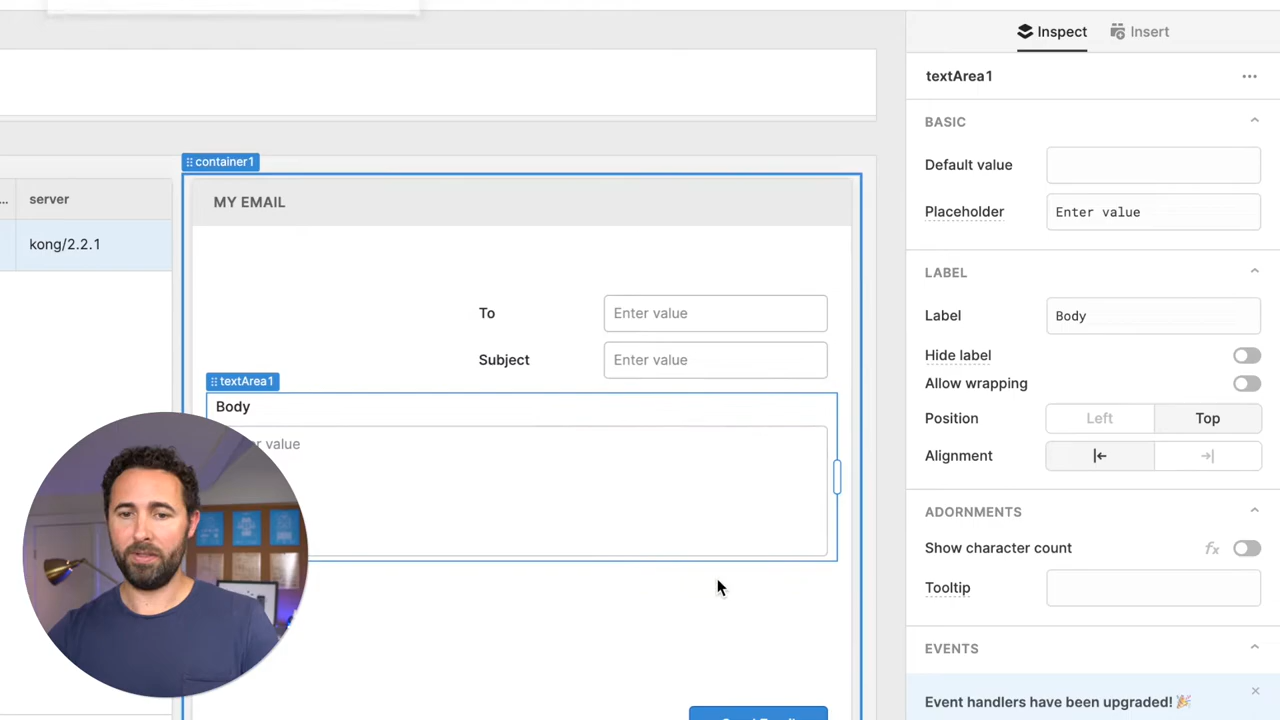 Inspect
Insert
textArea1
BASIC
Default value
Placeholder
Enter value
LABEL
Label
Body
Hide label
Allow wrapping
Position
Left
Top
Alignment
ADORNMENTS
Show character count
fx
Tooltip
EVENTS
Event handlers have been upgraded! 🎉
container1
server
kong/2.2.1
MY EMAIL
To
Enter value
Subject
Enter value
textArea1
Body
value